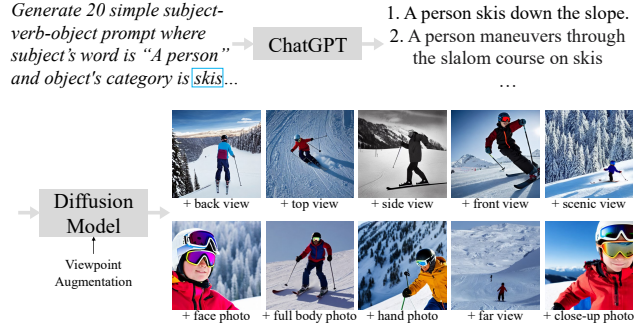 Generate 20 simple subject-
verb-object prompt where
subject's word is “A person”
and object's category is skis...
ChatGPT
1. A person skis down the slope.
2. A person maneuvers through
the slalom course on skis
...
Diffusion
Model
Viewpoint
Augmentation
+ back view
+ top view
+ side view
+ front view
+ scenic view
+ face photo
+ full body photo
+ hand photo
+ far view
+ close-up photo